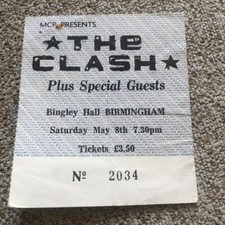 MCP PRESENTS
★THE
CLASH★
Plus Special Guests
Bingley Hall BIRMINGHAM
Saturday May 8th 7.30pm
Tickets £3.50
Nº 2034